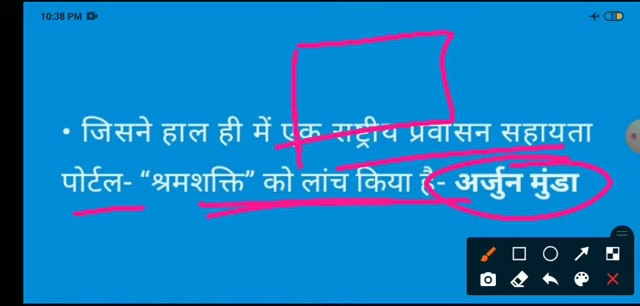 10:38 PM
• जिसने हाल ही में एक राष्ट्रीय प्रवासन सहायता
पोर्टल- “श्रमशक्ति” को लांच किया है- अर्जुन मुंडा